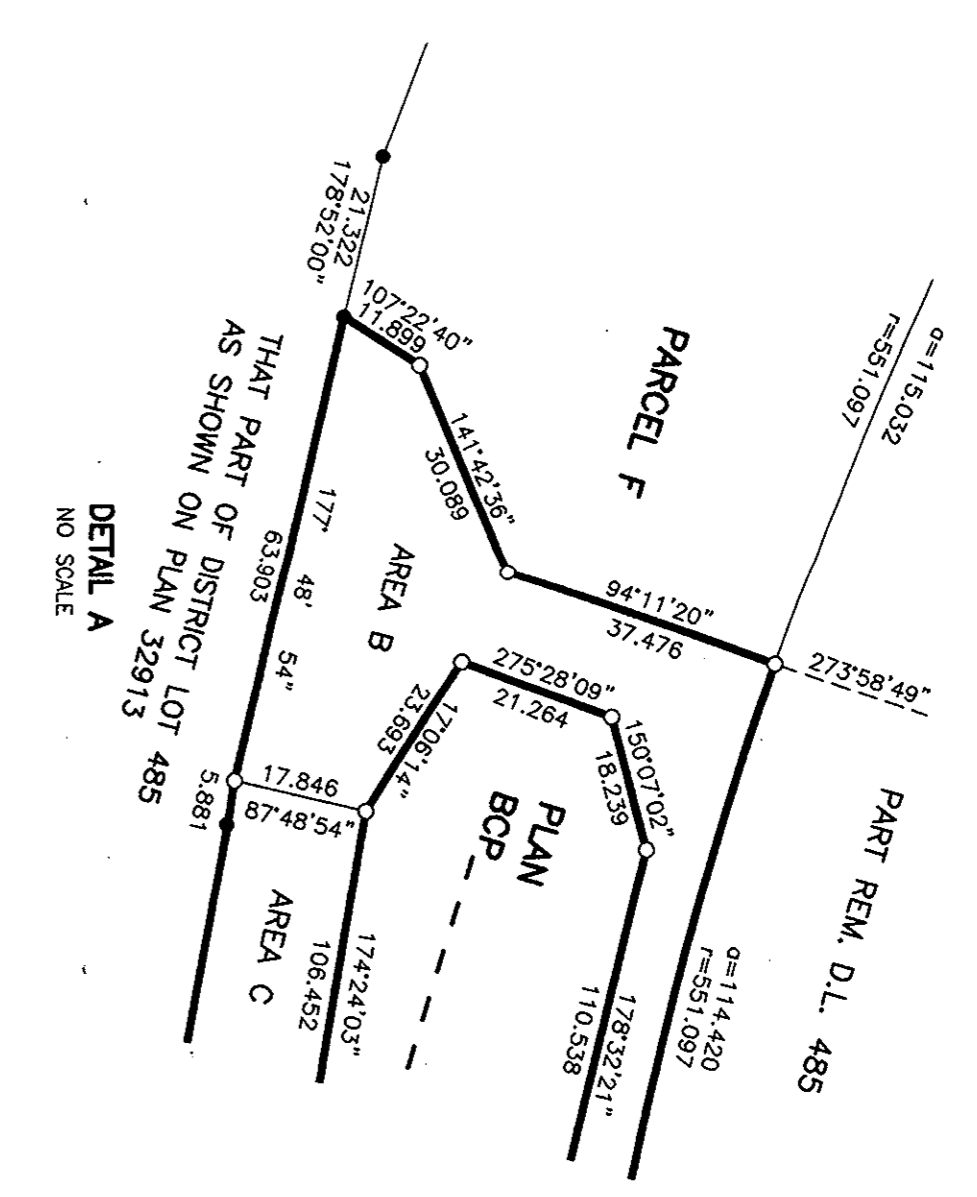 a=115.032
r=551.097
21.322
178°52'00"
107°22'40"
11.899
PARCEL F
141°42'36"
30.089
94°11'20"
37.476
273°58'49"
THAT PART OF DISTRICT LOT 485
AS SHOWN ON PLAN 32913
177° 48' 54"
63.903
AREA B
275°28'09"
21.264
150°07'02"
18.239
17°06'14"
23.693
PART REM. D.L. 485
DETAIL A
NO SCALE
5.881
17.846
87°48'54"
PLAN
BCP
AREA C
174°24'03"
106.452
178°32'21"
110.538
a=114.420
r=551.097